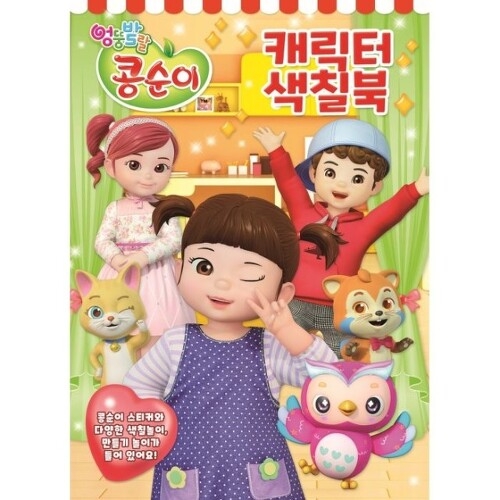 엉뚱발랄
콩순이
캐릭터
색칠북
콩순이 스티커와
다양한 색칠놀이,
만들기 놀이가
들어 있어요!